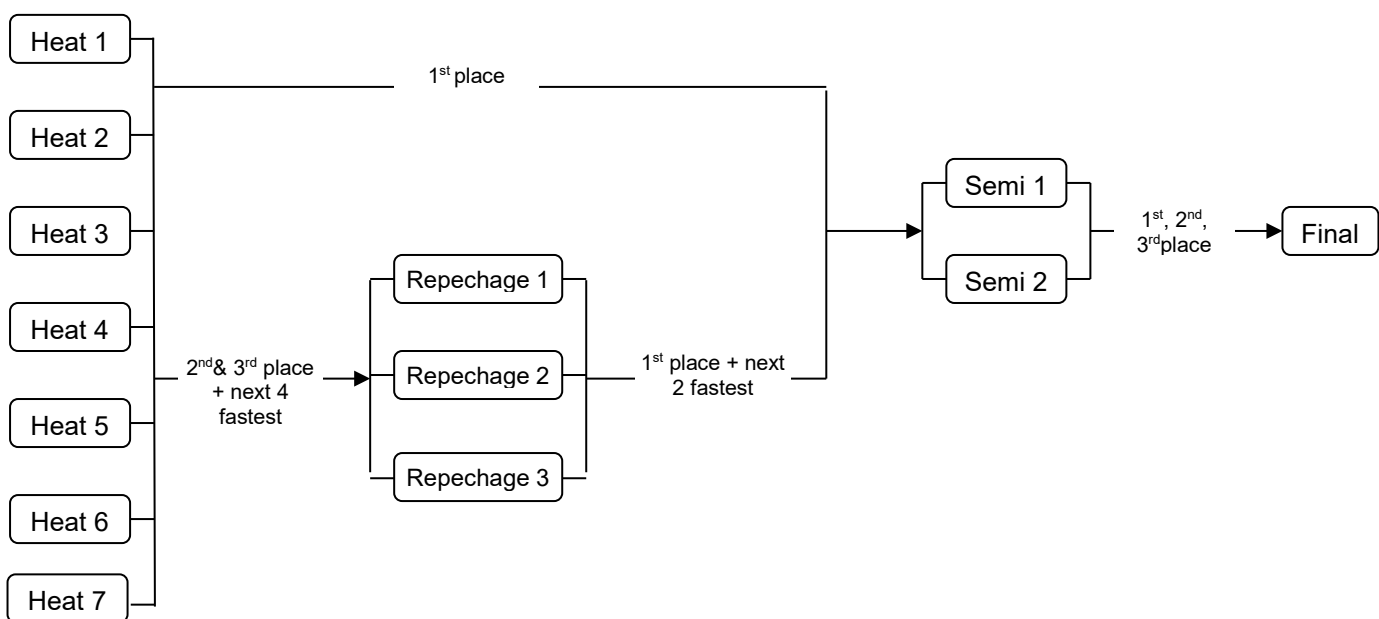 Heat 1
Heat 2
Heat 3
Heat 4
Heat 5
Heat 6
Heat 7
1st place
2nd& 3rd place
+ next 4
fastest
Repechage 1
Repechage 2
Repechage 3
1st place + next
2 fastest
Semi 1
Semi 2
1st, 2nd,
3rdplace
Final